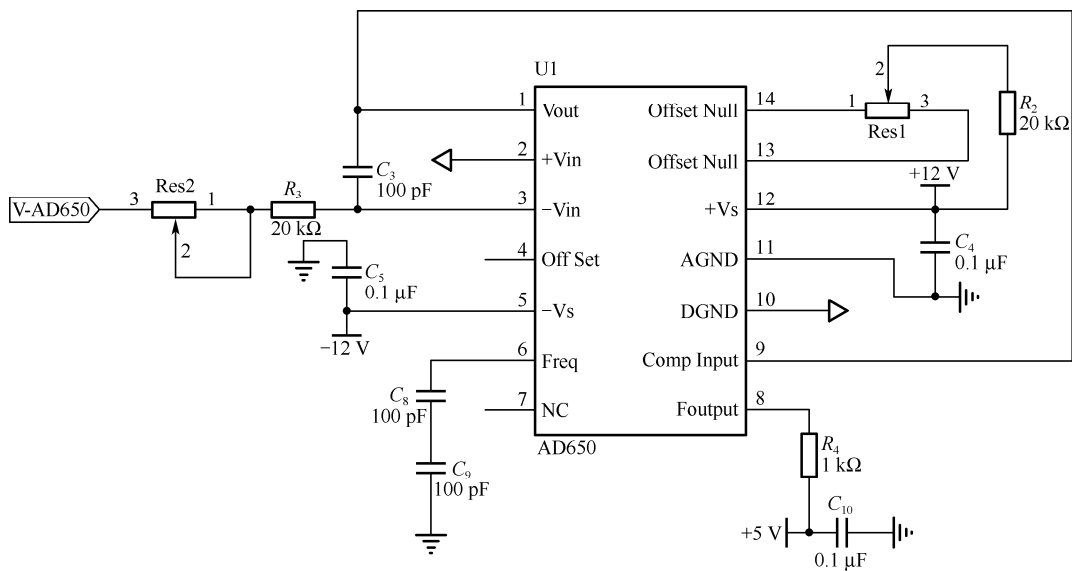 U1
1 Vout Offset Null 14
2 +Vin Offset Null 13
3 −Vin +Vs 12
4 Off Set AGND 11
5 −Vs DGND 10
6 Freq Comp Input 9
7 NC Foutput 8
AD650
V-AD650
3 Res2 1
2
R3
20 kΩ
C3
100 pF
C5
0.1 μF
−12 V
C8
100 pF
C9
100 pF
2
1 3
Res1
R2
20 kΩ
+12 V
C4
0.1 μF
R4
1 kΩ
+5 V
C10
0.1 μF